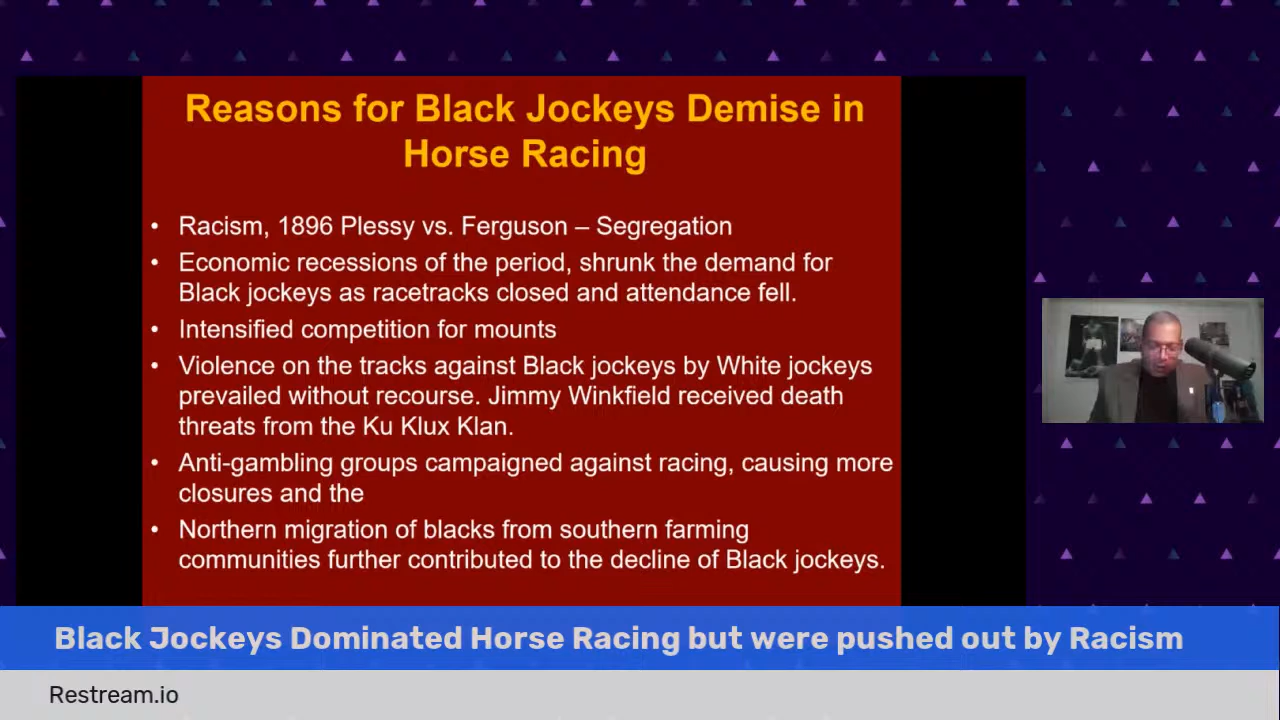 Reasons for Black Jockeys Demise in
Horse Racing
• Racism, 1896 Plessy vs. Ferguson – Segregation
• Economic recessions of the period, shrunk the demand for
Black jockeys as racetracks closed and attendance fell.
• Intensified competition for mounts
• Violence on the tracks against Black jockeys by White jockeys
prevailed without recourse. Jimmy Winkfield received death
threats from the Ku Klux Klan.
• Anti-gambling groups campaigned against racing, causing more
closures and the
• Northern migration of blacks from southern farming
communities further contributed to the decline of Black jockeys.
Black Jockeys Dominated Horse Racing but were pushed out by Racism
Restream.io